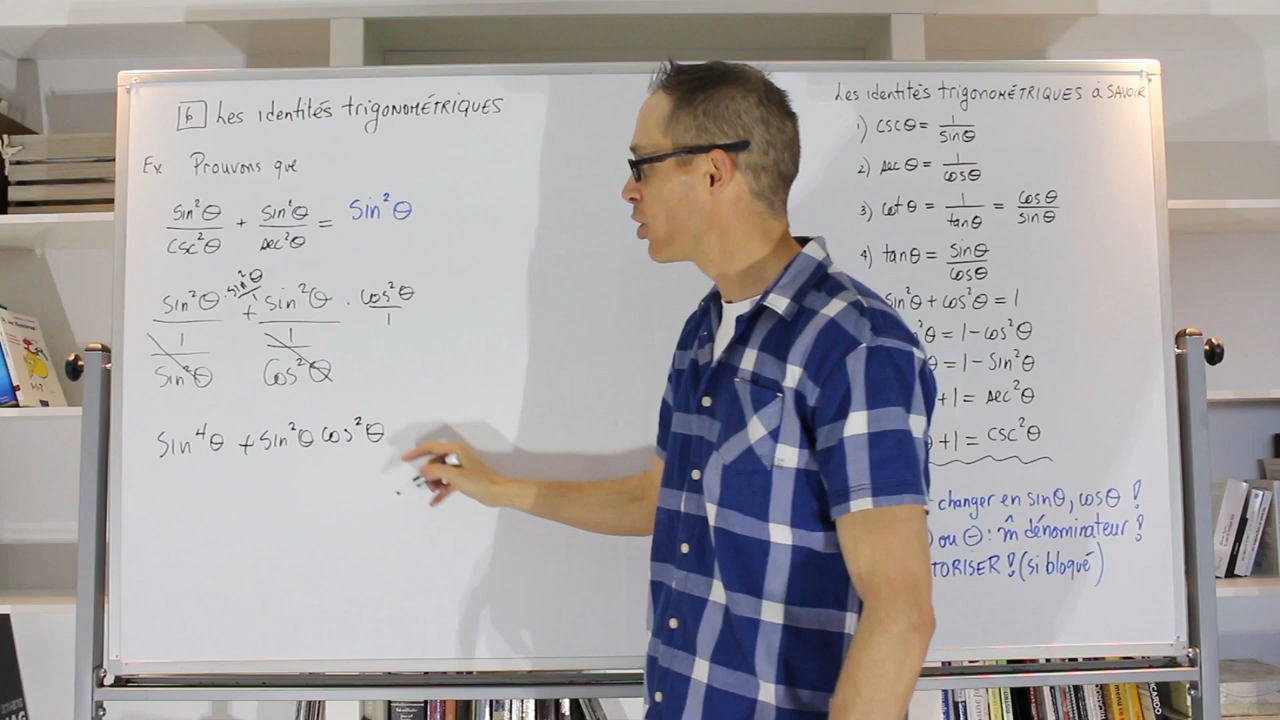 6 Les identités trigonométriques
Ex Prouvons que
sin²θ/csc²θ + sin²θ/sec²θ = sin²θ
sin²θ/(1/sin²θ) · sin²θ/1 + sin²θ/(1/cos²θ) · cos²θ/1
sin⁴θ + sin²θ cos²θ
Les identités trigonométriques à savoir
1) cscθ = 1/sinθ
2) secθ = 1/cosθ
3) cotθ = 1/tanθ = cosθ/sinθ
4) tanθ = sinθ/cosθ
sin²θ + cos²θ = 1
²θ = 1 - cos²θ
θ = 1 - sin²θ
+ 1 = sec²θ
+ 1 = csc²θ
- changer en sinθ, cosθ !
ou ⊖ : m̂ dénominateur !
TORISER ! (si bloqué)